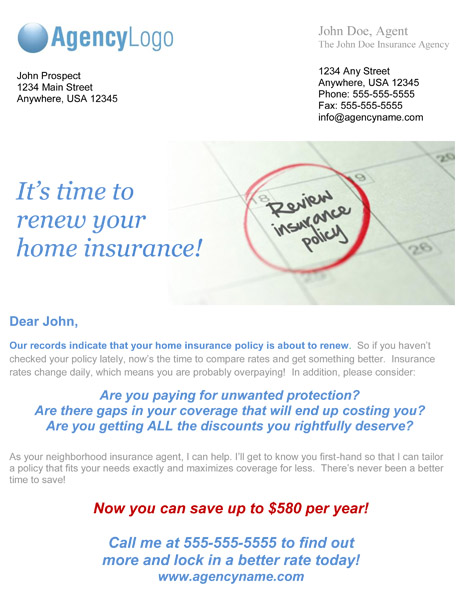 AgencyLogo
John Doe, Agent
The John Doe Insurance Agency
John Prospect
1234 Main Street
Anywhere, USA 12345
1234 Any Street
Anywhere, USA 12345
Phone: 555-555-5555
Fax: 555-555-5555
info@agencyname.com
It's time to
renew your
home insurance!
18
19
20
Review
insurance
policy
25
26
Dear John,
Our records indicate that your home insurance policy is about to renew.  So if you haven't
checked your policy lately, now's the time to compare rates and get something better.  Insurance
rates change daily, which means you are probably overpaying!  In addition, please consider:
Are you paying for unwanted protection?
Are there gaps in your coverage that will end up costing you?
Are you getting ALL the discounts you rightfully deserve?
As your neighborhood insurance agent, I can help.  I'll get to know you first-hand so that I can tailor
a policy that fits your needs exactly and maximizes coverage for less.  There's never been a better
time to save!
Now you can save up to $580 per year!
Call me at 555-555-5555 to find out
more and lock in a better rate today!
www.agencyname.com